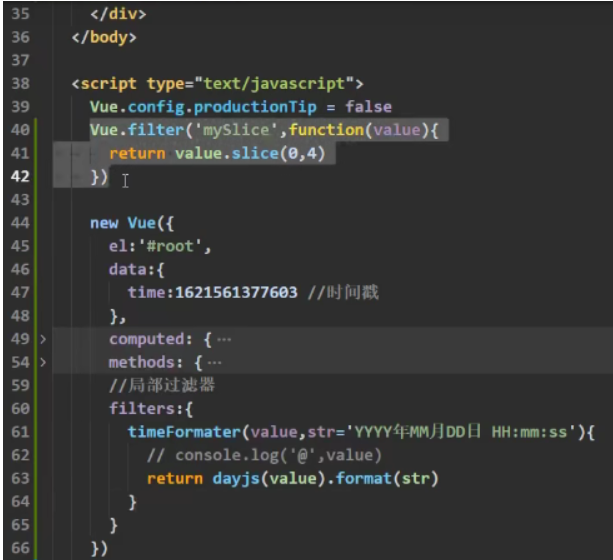 35 </div>
36 </body>
37
38 <script type="text/javascript">
39 Vue.config.productionTip = false
40 Vue.filter('mySlice',function(value){
41 return value.slice(0,4)
42 })
43
44 new Vue({
45 el:'#root',
46 data:{
47 time:1621561377603 //时间戳
48 },
49 > computed: {…
54 > methods: {…
59 //局部过滤器
60 filters:{
61 timeFormater(value,str='YYYY年MM月DD日 HH:mm:ss'){
62 // console.log('@',value)
63 return dayjs(value).format(str)
64 }
65 }
66 })